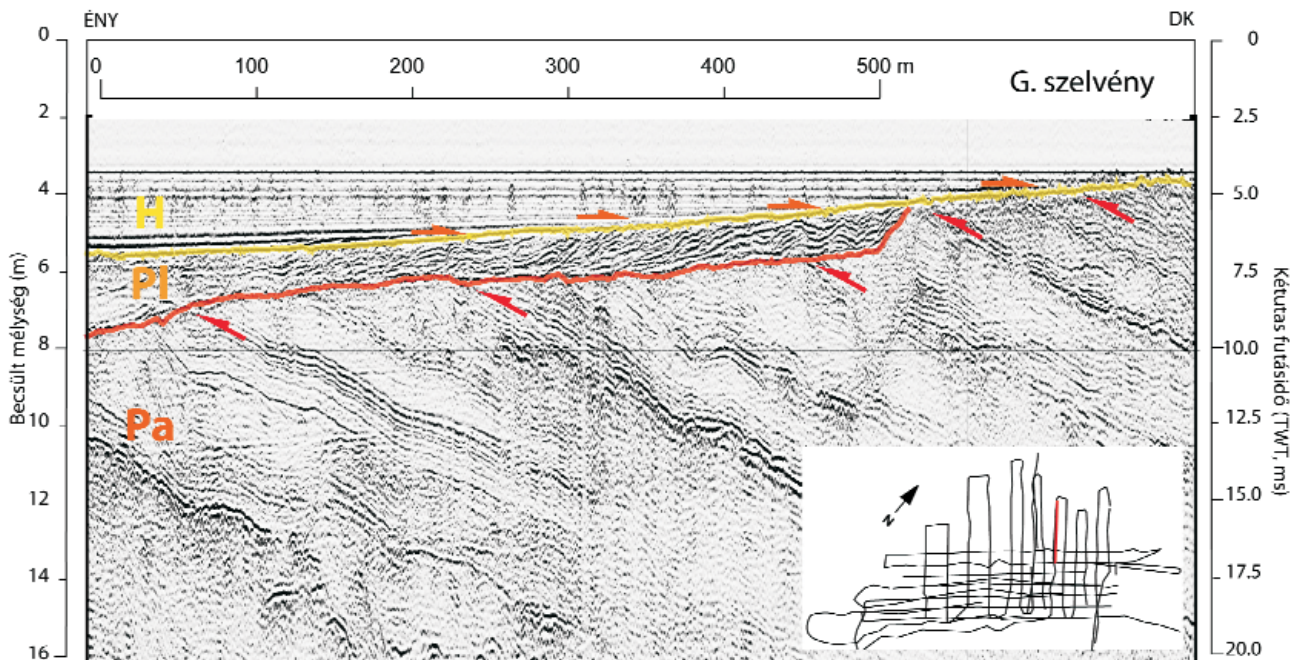 ÉNY
DK
0
0
0 100 200 300 400 500 m
G. szelvény
2
2.5
4
5.0
H
6
Pl
7.5
8
10.0
10
Pa
12.5
12
15.0
14
17.5
16
20.0
N
Becsült mélység (m)
Kétutas futásidő (TWT, ms)